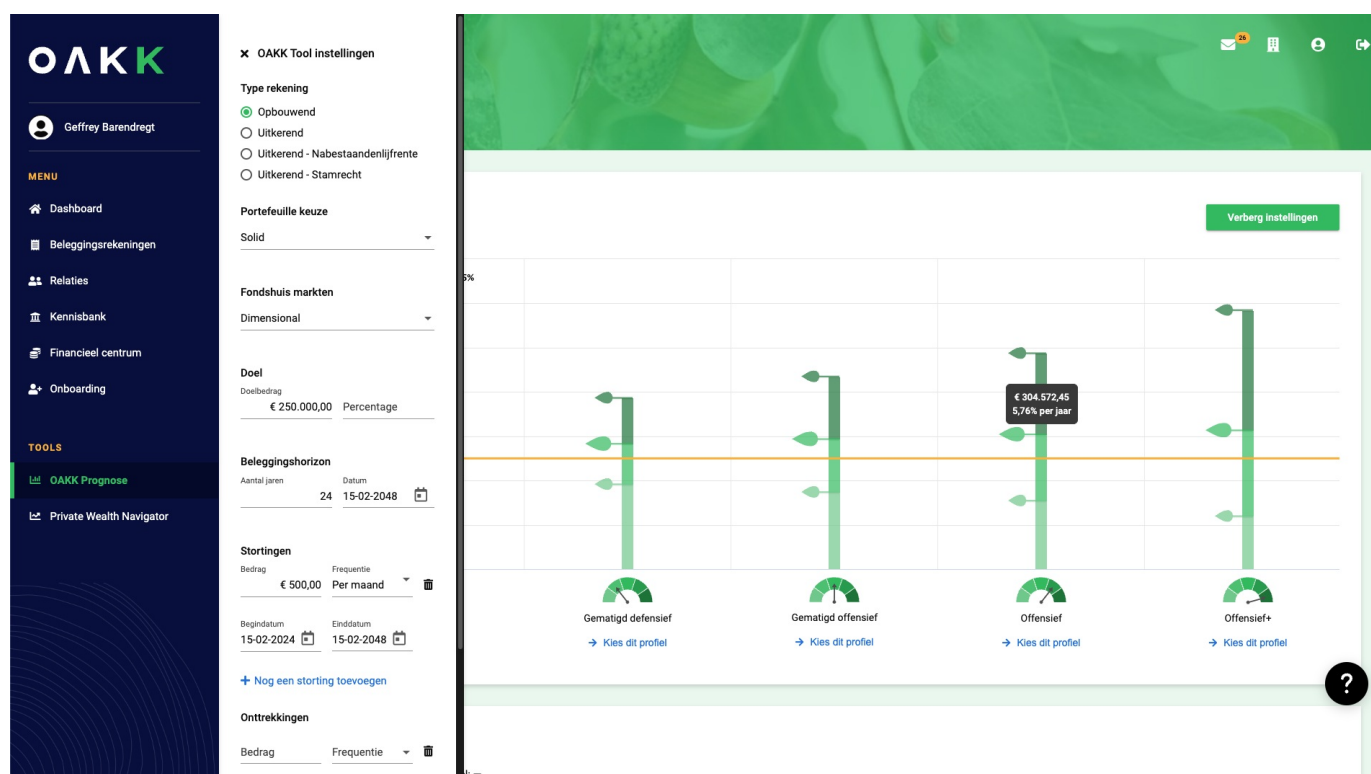 OAKK
Geffrey Barendregt
MENU
Dashboard
Beleggingsrekeningen
Relaties
Kennisbank
Financieel centrum
Onboarding
TOOLS
OAKK Prognose
Private Wealth Navigator
OAKK Tool instellingen
Type rekening
Opbouwend
Uitkerend
Uitkerend - Nabestaandenlijfrente
Uitkerend - Stamrecht
Portefeuille keuze
Solid
Fondshuis markten
Dimensional
Doel
Doelbedrag
€ 250.000,00 Percentage
Beleggingshorizon
Aantal jaren Datum
24 15-02-2048
Stortingen
Bedrag Frequentie
€ 500,00 Per maand
Begindatum Einddatum
15-02-2024 15-02-2048
+ Nog een storting toevoegen
Onttrekkingen
Bedrag Frequentie
26
Verberg instellingen
5%
€ 304.572,45
5,76% per jaar
Gematigd defensief Gematigd offensief Offensief Offensief+
→ Kies dit profiel → Kies dit profiel → Kies dit profiel → Kies dit profiel
?